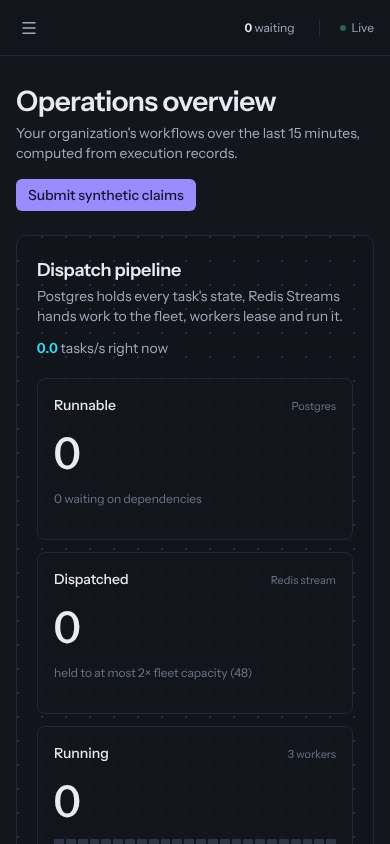 0 waiting
Live
Operations overview
Your organization's workflows over the last 15 minutes,
computed from execution records.
Submit synthetic claims
Dispatch pipeline
Postgres holds every task's state, Redis Streams
hands work to the fleet, workers lease and run it.
0.0 tasks/s right now
Runnable
Postgres
0
0 waiting on dependencies
Dispatched
Redis stream
0
held to at most 2× fleet capacity (48)
Running
3 workers
0